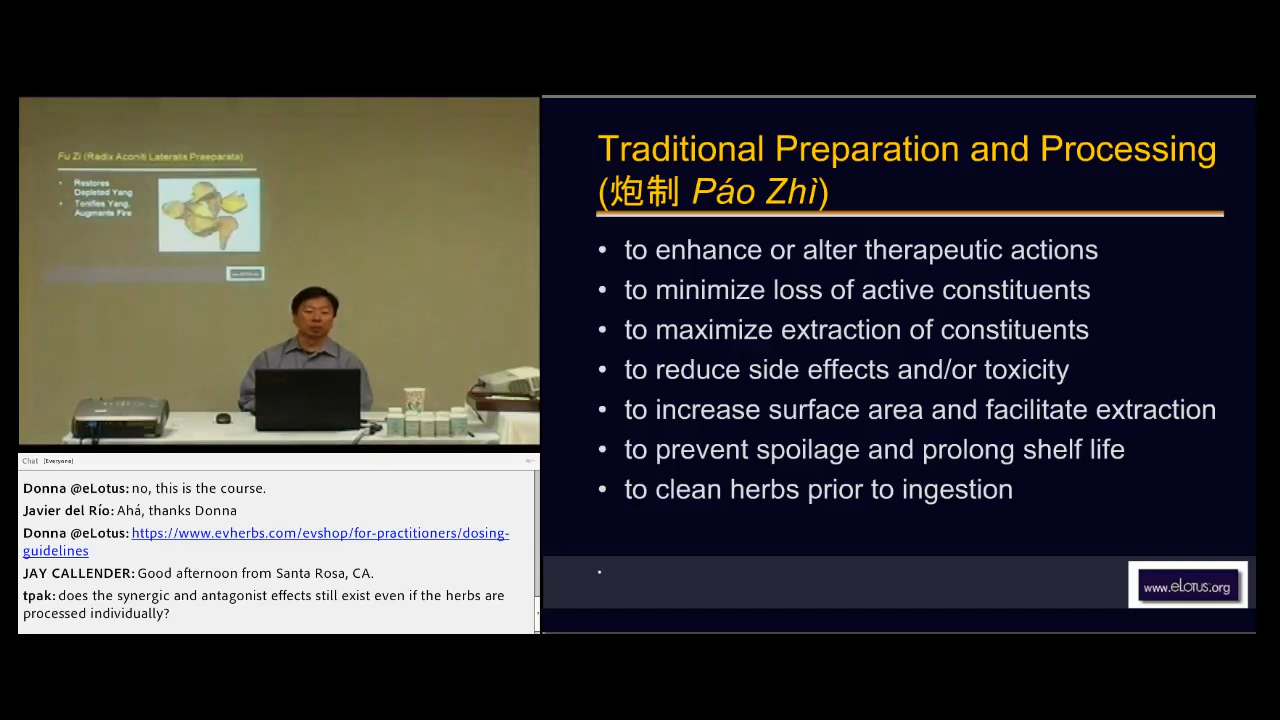 Fu Zi (Radix Aconiti Lateralis Praeparata)
• Restores
Depleted Yang
• Tonifies Yang,
Augments Fire
Chat (Everyone)
Donna @eLotus: no, this is the course.
Javier del Río: Ahá, thanks Donna
Donna @eLotus: https://www.evherbs.com/evshop/for-practitioners/dosing-
guidelines
JAY CALLENDER: Good afternoon from Santa Rosa, CA.
tpak: does the synergic and antagonist effects still exist even if the herbs are
processed individually?
Traditional Preparation and Processing
(炮制 Páo Zhì)
• to enhance or alter therapeutic actions
• to minimize loss of active constituents
• to maximize extraction of constituents
• to reduce side effects and/or toxicity
• to increase surface area and facilitate extraction
• to prevent spoilage and prolong shelf life
• to clean herbs prior to ingestion
www.eLotus.org